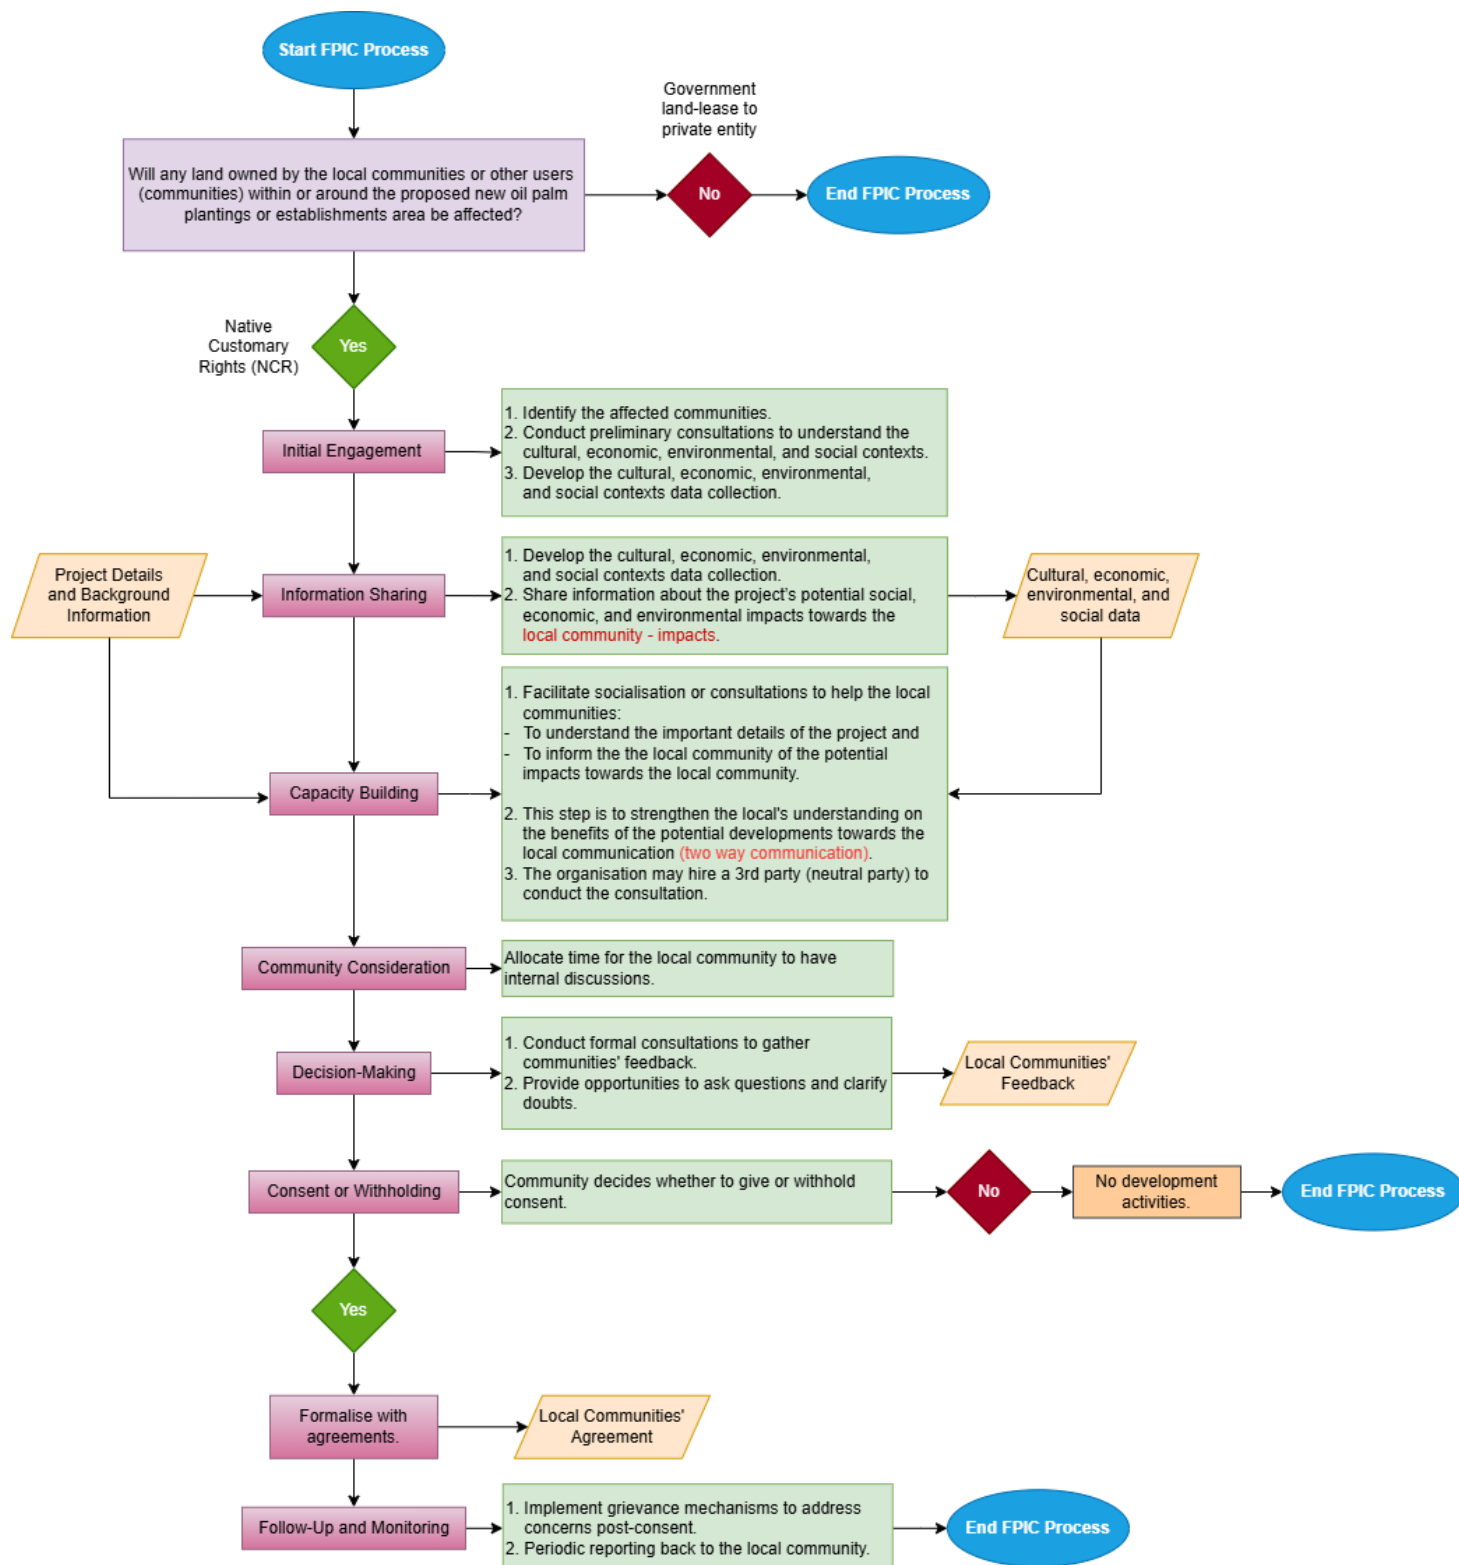 Start FPIC Process
Government
land-lease to
private entity
Will any land owned by the local communities or other users
(communities) within or around the proposed new oil palm
plantings or establishments area be affected?
No
End FPIC Process
Native
Customary
Rights (NCR)
Yes
Initial Engagement
1. Identify the affected communities.
2. Conduct preliminary consultations to understand the
cultural, economic, environmental, and social contexts.
3. Develop the cultural, economic, environmental,
and social contexts data collection.
Project Details
and Background
Information
Information Sharing
1. Develop the cultural, economic, environmental,
and social contexts data collection.
2. Share information about the project's potential social,
economic, and environmental impacts towards the
local community - impacts.
Cultural, economic,
environmental, and
social data
Capacity Building
1. Facilitate socialisation or consultations to help the local
communities:
- To understand the important details of the project and
- To inform the the local community of the potential
impacts towards the local community.
2. This step is to strengthen the local's understanding on
the benefits of the potential developments towards the
local communication (two way communication).
3. The organisation may hire a 3rd party (neutral party) to
conduct the consultation.
Community Consideration
Allocate time for the local community to have
internal discussions.
Decision-Making
1. Conduct formal consultations to gather
communities' feedback.
2. Provide opportunities to ask questions and clarify
doubts.
Local Communities'
Feedback
Consent or Withholding
Community decides whether to give or withhold
consent.
No
No development
activities.
End FPIC Process
Yes
Formalise with
agreements.
Local Communities'
Agreement
Follow-Up and Monitoring
1. Implement grievance mechanisms to address
concerns post-consent.
2. Periodic reporting back to the local community.
End FPIC Process